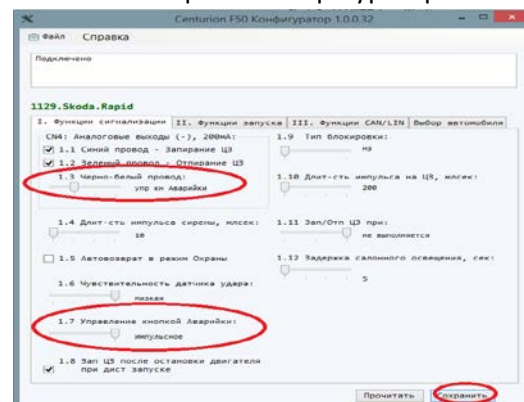 Centurion F50 Конфигуратор 1.0.0.32
Файл Справка
Подключено
1129.Skoda.Rapid
I. Функции сигнализации II. Функции запуска III. Функции CAN/LIN Выбор автомобиля
CN4: Аналоговые выходы (-), 200мА:
1.1 Синий провод - Запирание ЦЗ
1.2 Зеленый провод - Отпирание ЦЗ
1.3 Черно-белый провод:
упр кн Аварийки
1.4 Длит-сть импульса сирены, млсек:
1.5 Автовозврат в режим Охраны
1.6 Чувствительность датчика удара:
низкая
1.7 Управление кнопкой Аварийки:
импульсное
1.8 Зап ЦЗ после остановки двигателя
при дист запуске
1.9 Тип блокировки:
НЗ
1.10 Длит-сть импульса на ЦЗ, млсек:
200
1.11 Зап/Отп ЦЗ при:
не выполняется
1.12 Задержка салонного освещения, сек:
5
Прочитать Сохранить